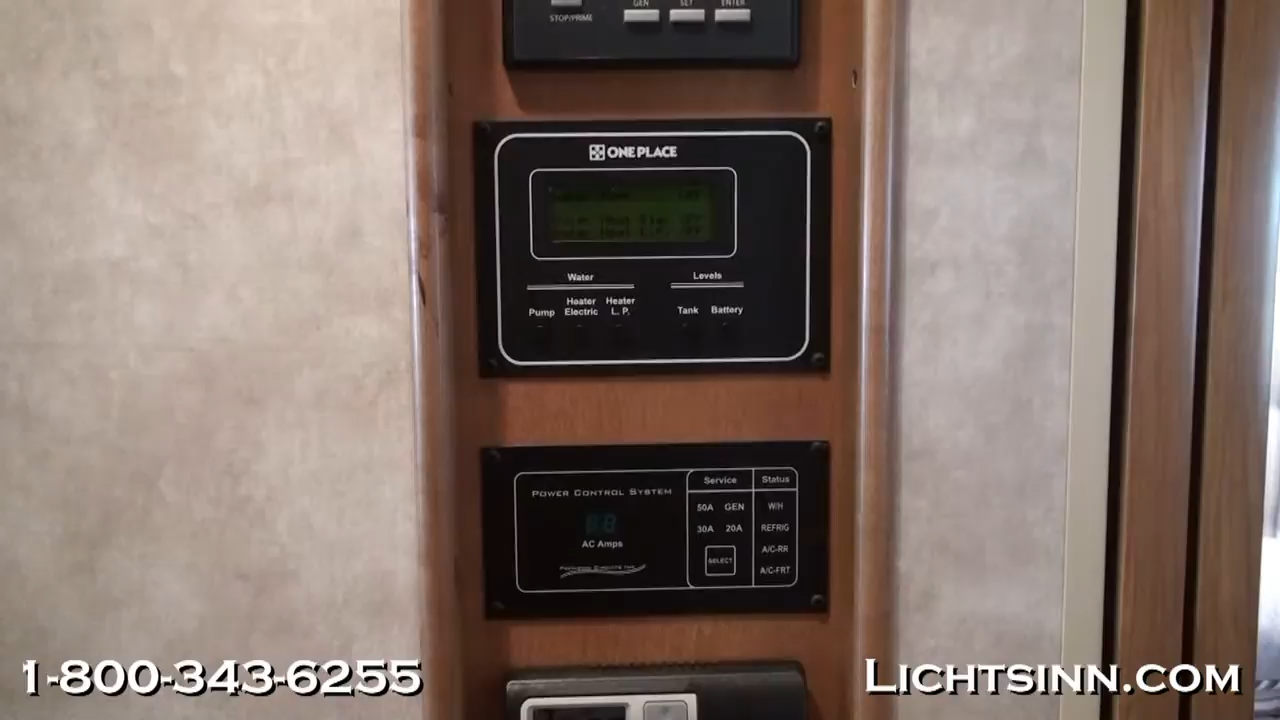 STOP/PRIME GEN SET ENTER
ONE PLACE
Water Levels
Pump Heater Electric Heater L. P. Tank Battery
POWER CONTROL SYSTEM
AC Amps
Service Status
50A GEN W/H
30A 20A REFRIG
SELECT A/C-RR
A/C-FRT
1-800-343-6255 LICHTSINN.COM